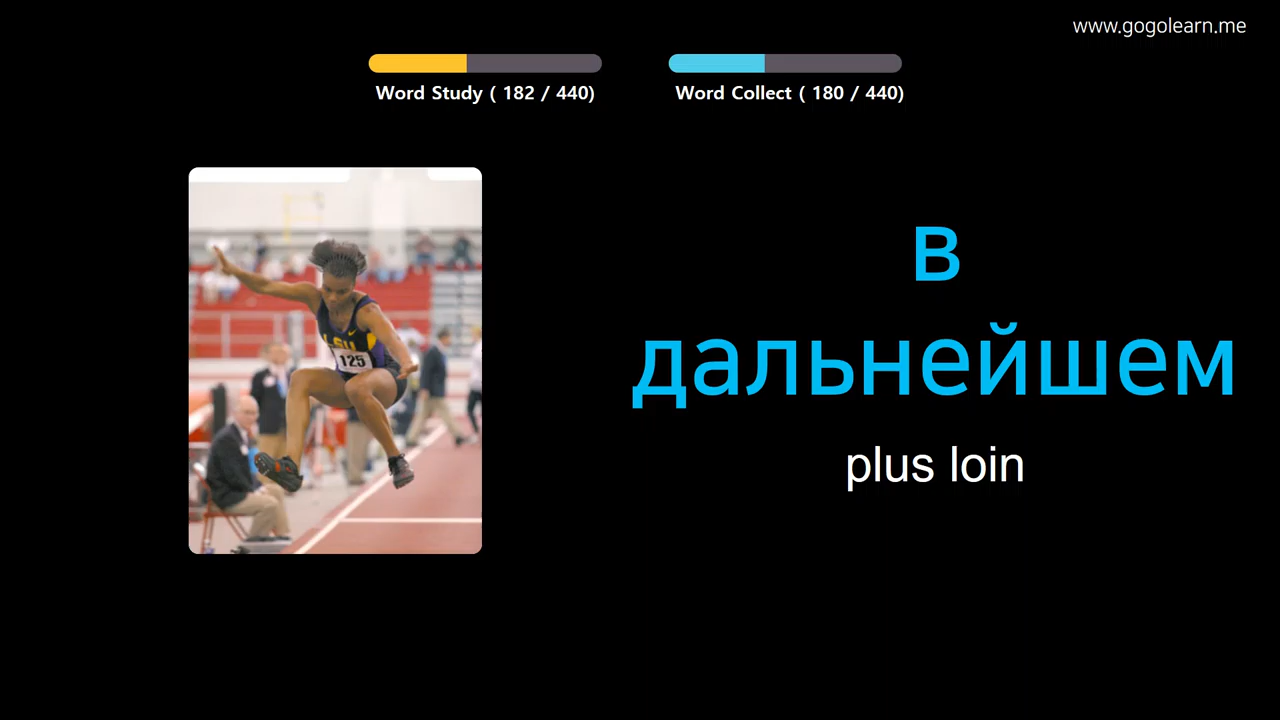 www.gogolearn.me
Word Study ( 182 / 440)
Word Collect ( 180 / 440)
LSU
125
в
дальнейшем
plus loin